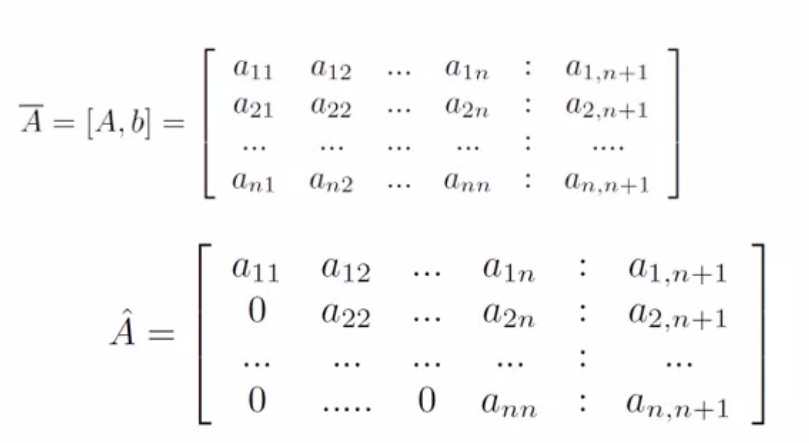 a₁₁ a₁₂ ... a₁ₙ : a₁,ₙ₊₁
A̅ = [A, b] = a₂₁ a₂₂ ... a₂ₙ : a₂,ₙ₊₁
... ... ... ... : ....
aₙ₁ aₙ₂ ... aₙₙ : aₙ,ₙ₊₁
a₁₁ a₁₂ ... a₁ₙ : a₁,ₙ₊₁
Â = 0 a₂₂ ... a₂ₙ : a₂,ₙ₊₁
... ... ... ... : ...
0 ..... 0 aₙₙ : aₙ,ₙ₊₁